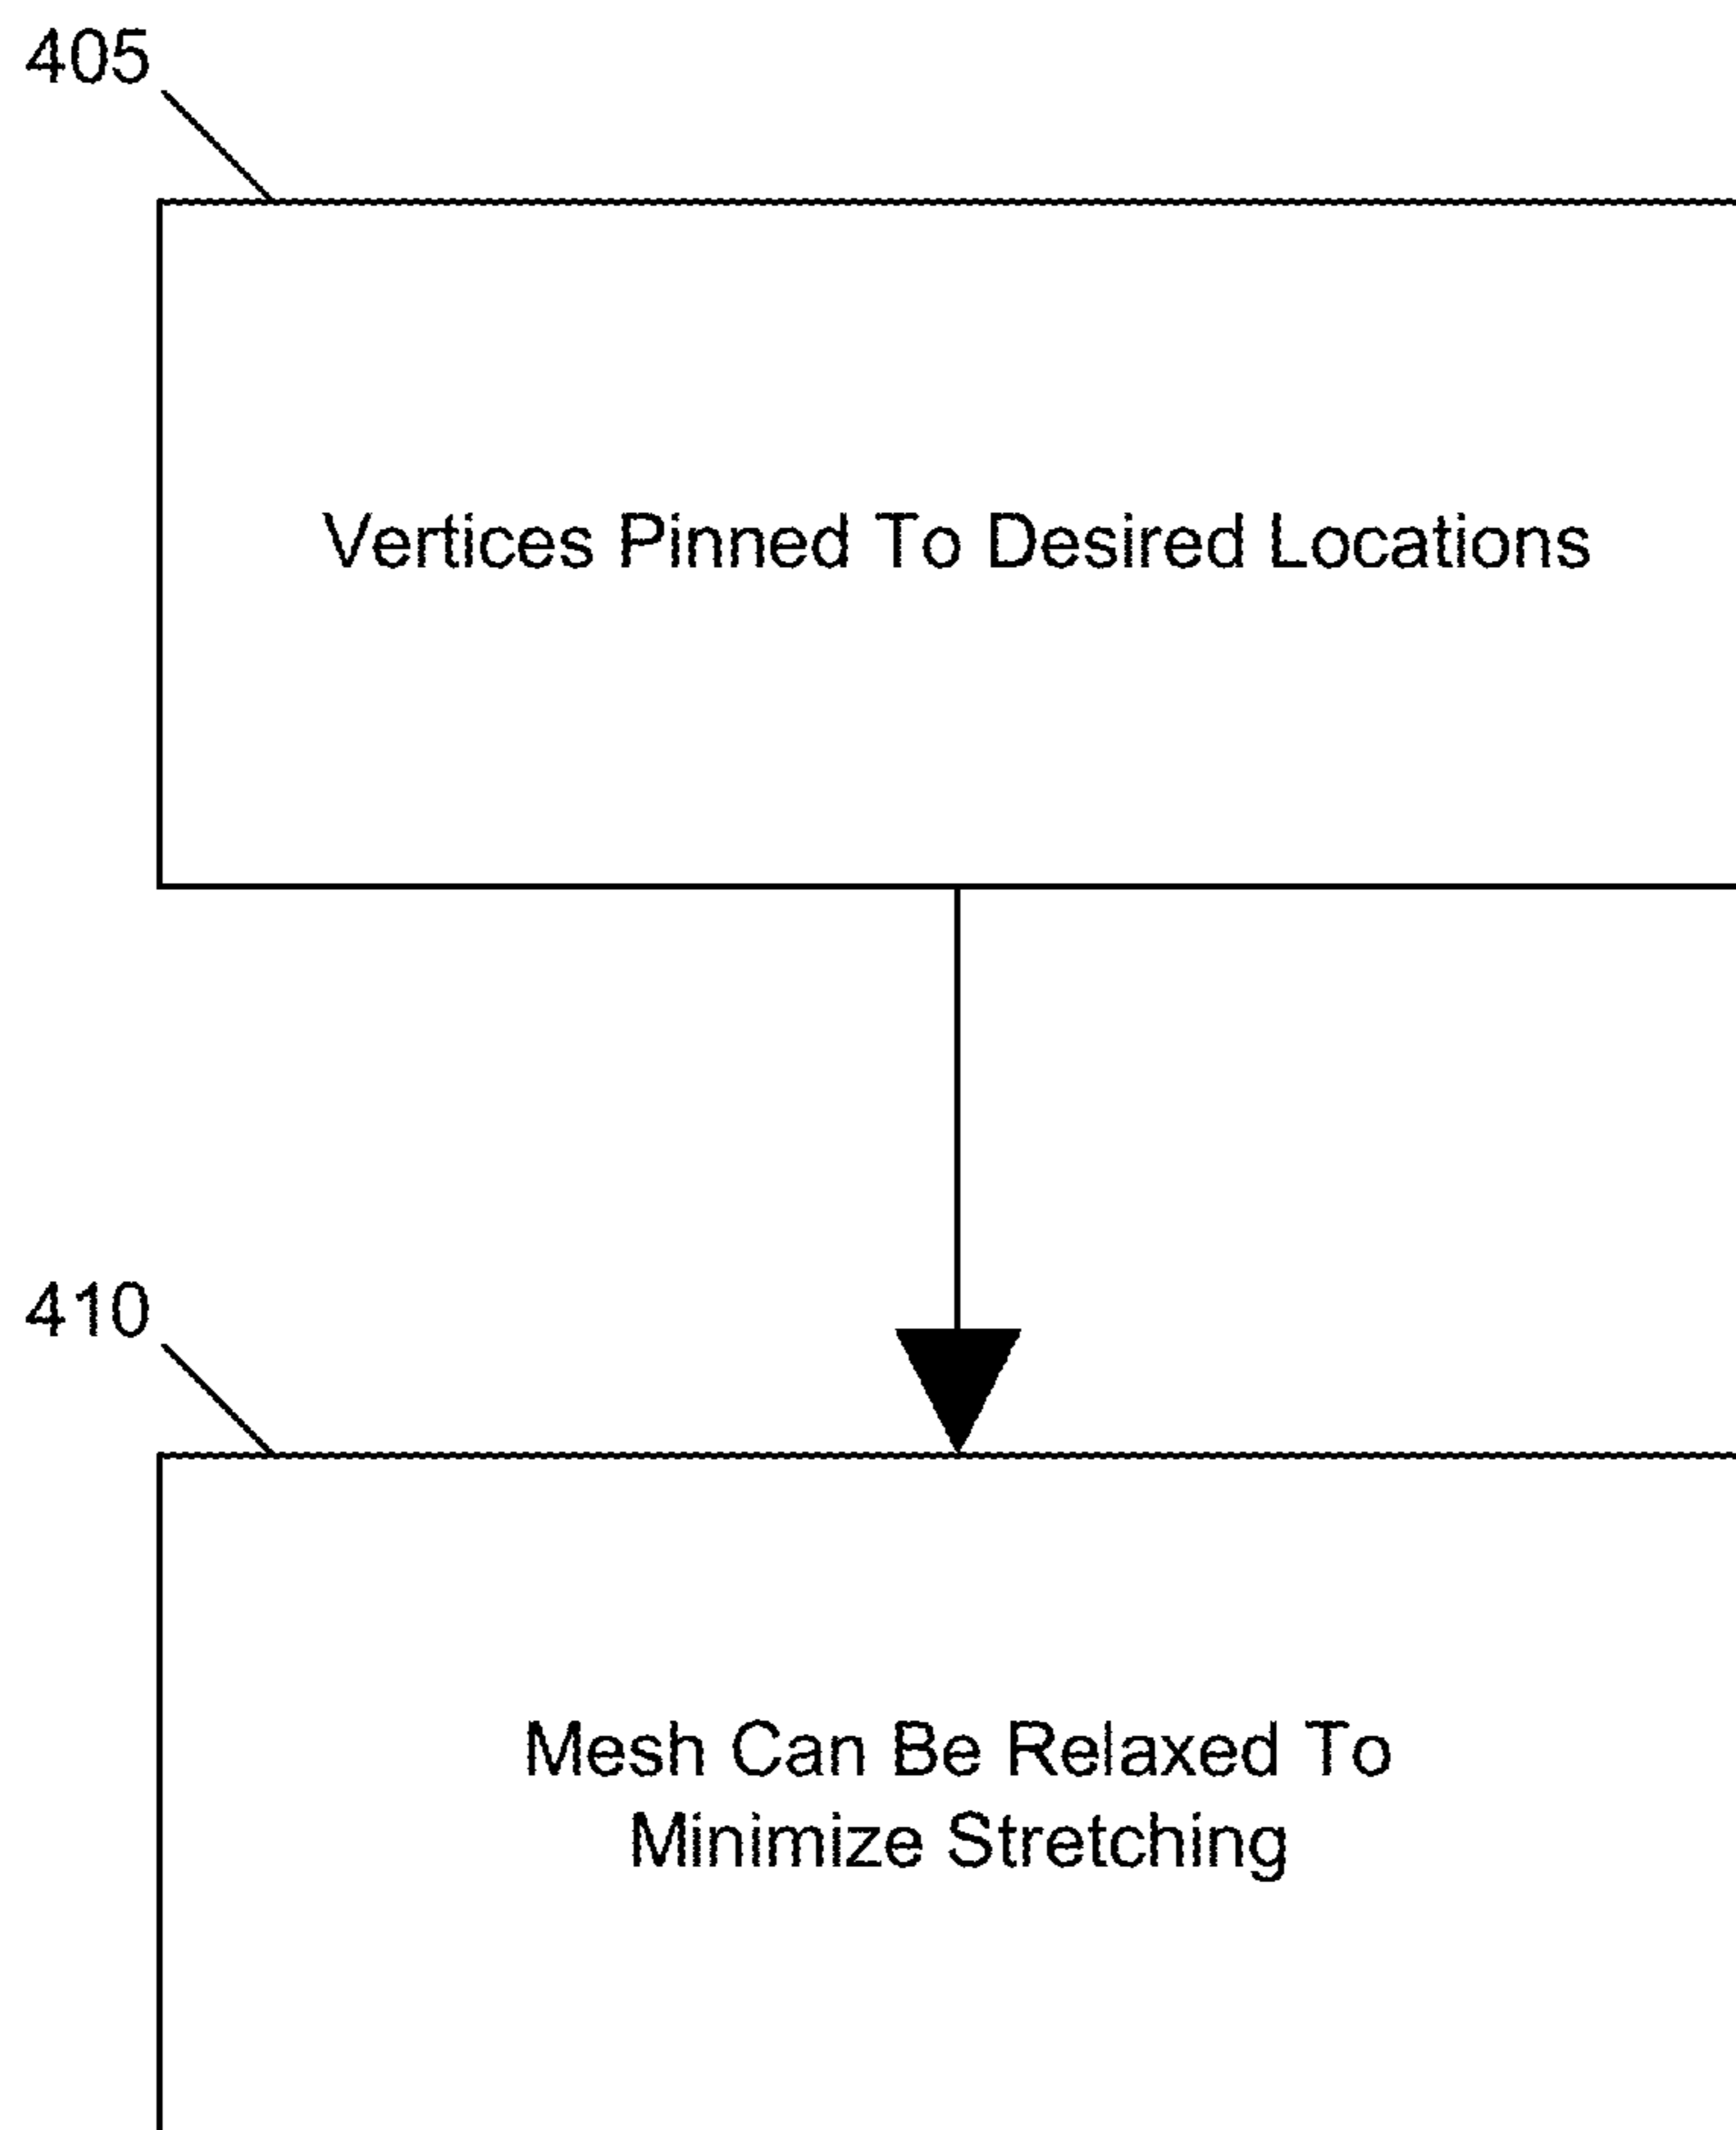 405
Vertices Pinned To Desired Locations
410
Mesh Can Be Relaxed To
Minimize Stretching